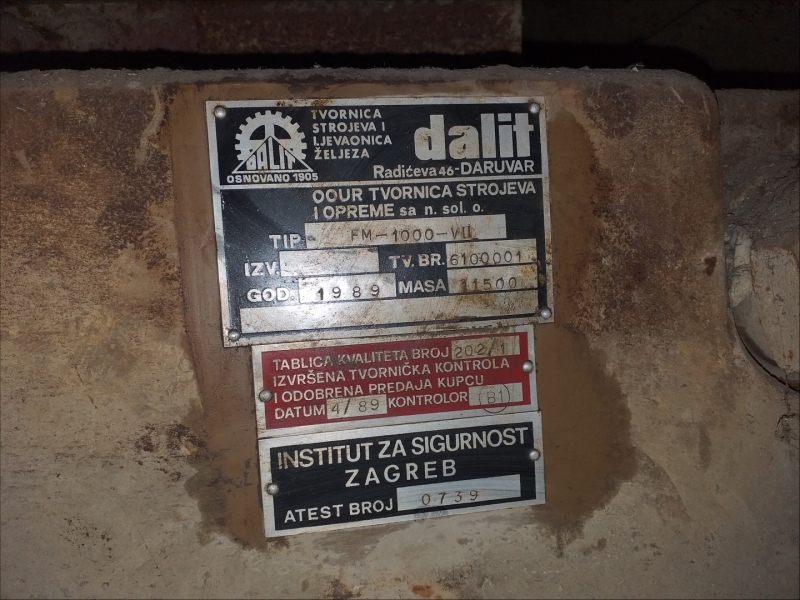 TVORNICA
STROJEVA I
LJEVAONICA
ŽELJEZA
dalit
DALIT
OSNOVANO 1905
Radićeva 46-DARUVAR
OOUR TVORNICA STROJEVA
I OPREME sa n. sol. o.
TIP FM-1000-VII
IZV. TV. BR. 6100001
GOD. 1989 MASA 11500
TABLICA KVALITETA BROJ 202/1
IZVRŠENA TVORNIČKA KONTROLA
I ODOBRENA PREDAJA KUPCU
DATUM 4/89 KONTROLOR (B1)
INSTITUT ZA SIGURNOST
ZAGREB
ATEST BROJ 0739